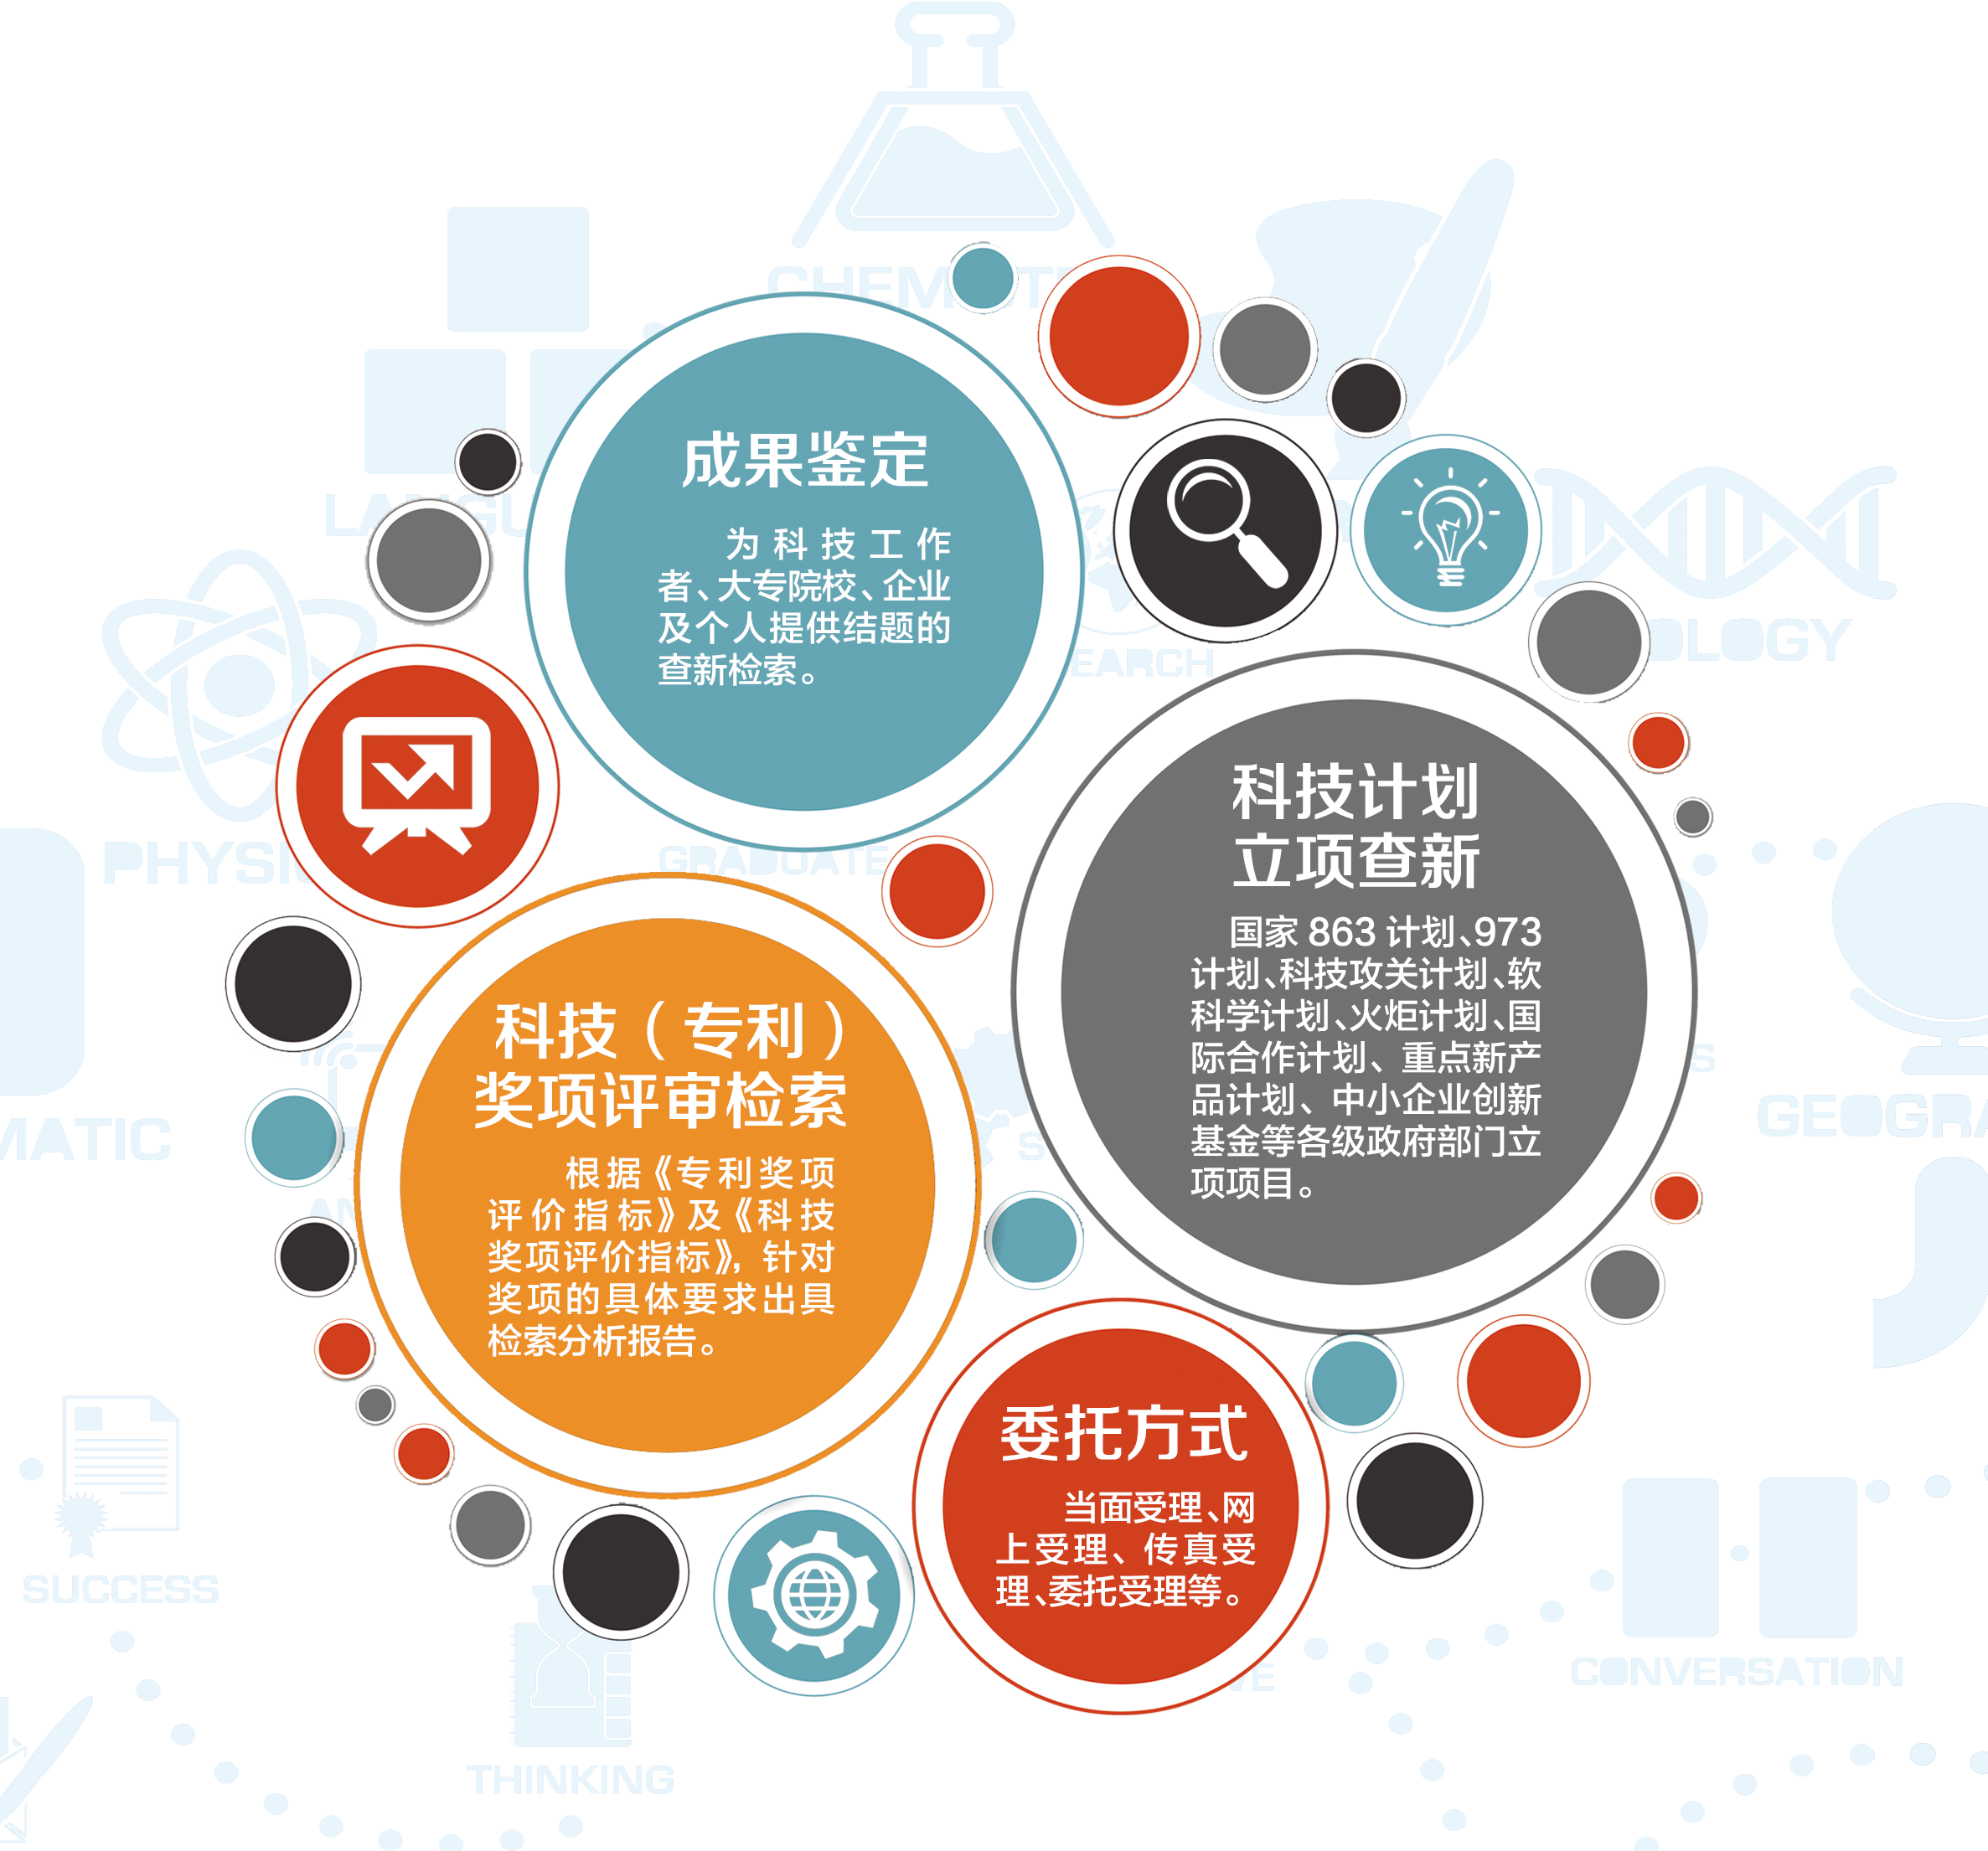 成果鉴定
为科技工作
者、大专院校、企业
及个人提供结题的
查新检索。
科技计划
立项查新
国家 863 计划、973
计划、科技攻关计划、软
科学计划、火炬计划、国
际合作计划、重点新产
品计划、中小企业创新
基金等各级政府部门立
项项目。
科技（专利）
奖项评审检索
根据《专利奖项
评价指标》及《科技
奖项评价指标》，针对
奖项的具体要求出具
检索分析报告。
委托方式
当面受理、网
上受理、传真受
理、委托受理等。
GRADUATE
MATIC
SUCCESS
THINKING
CONVERSATION